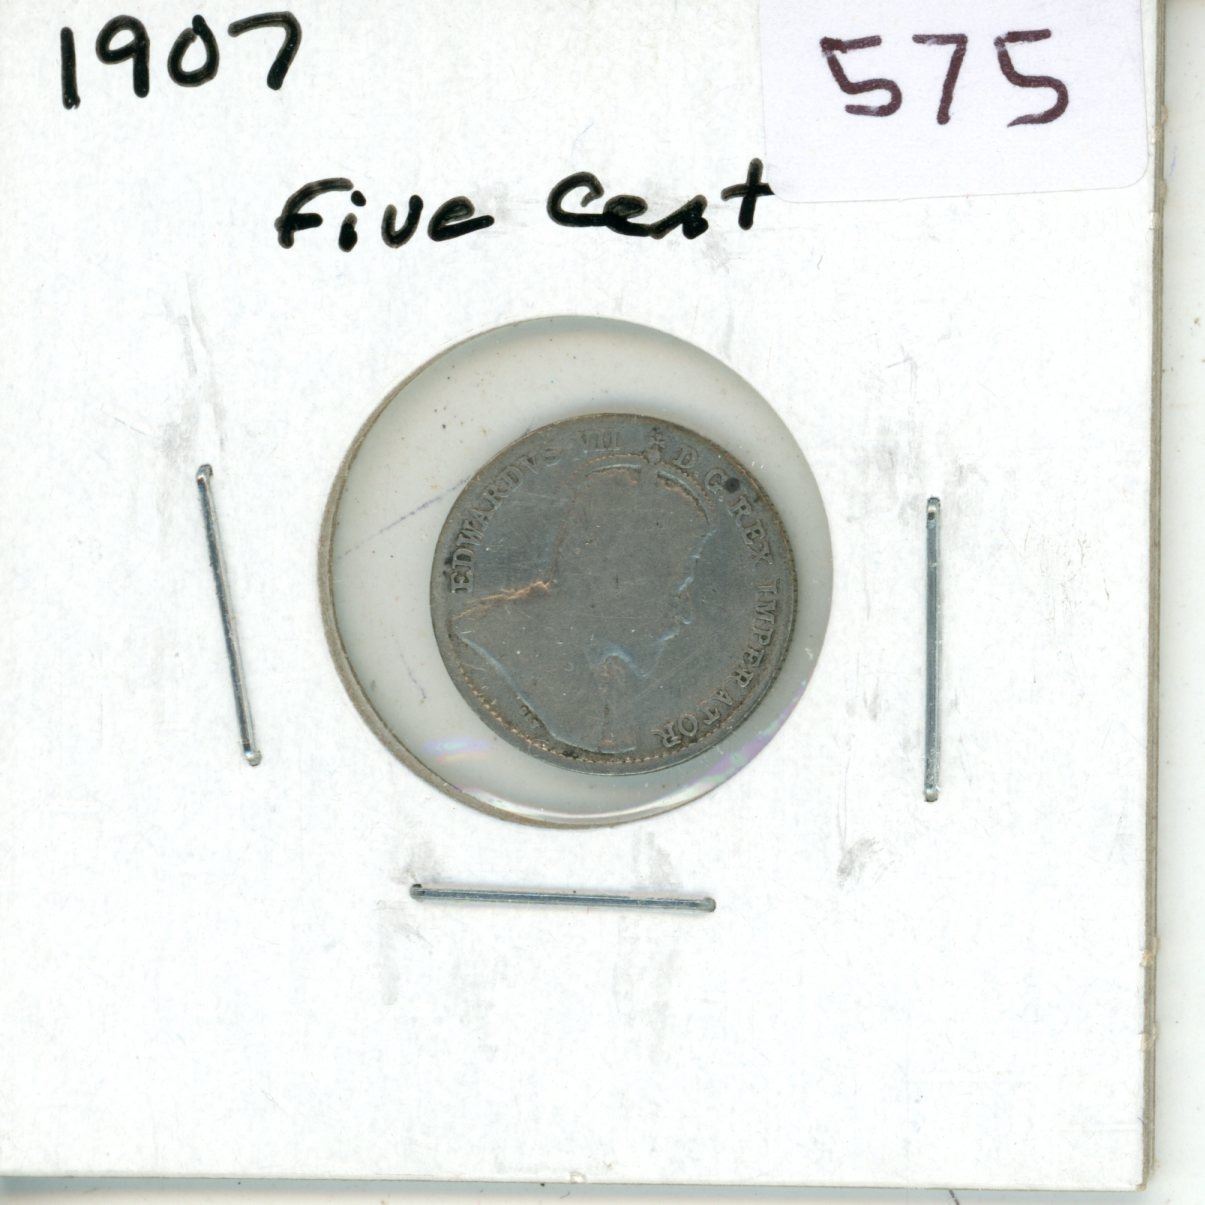 1907
575
Five Cent
EDWARDVS VII D. G. REX IMPERATOR